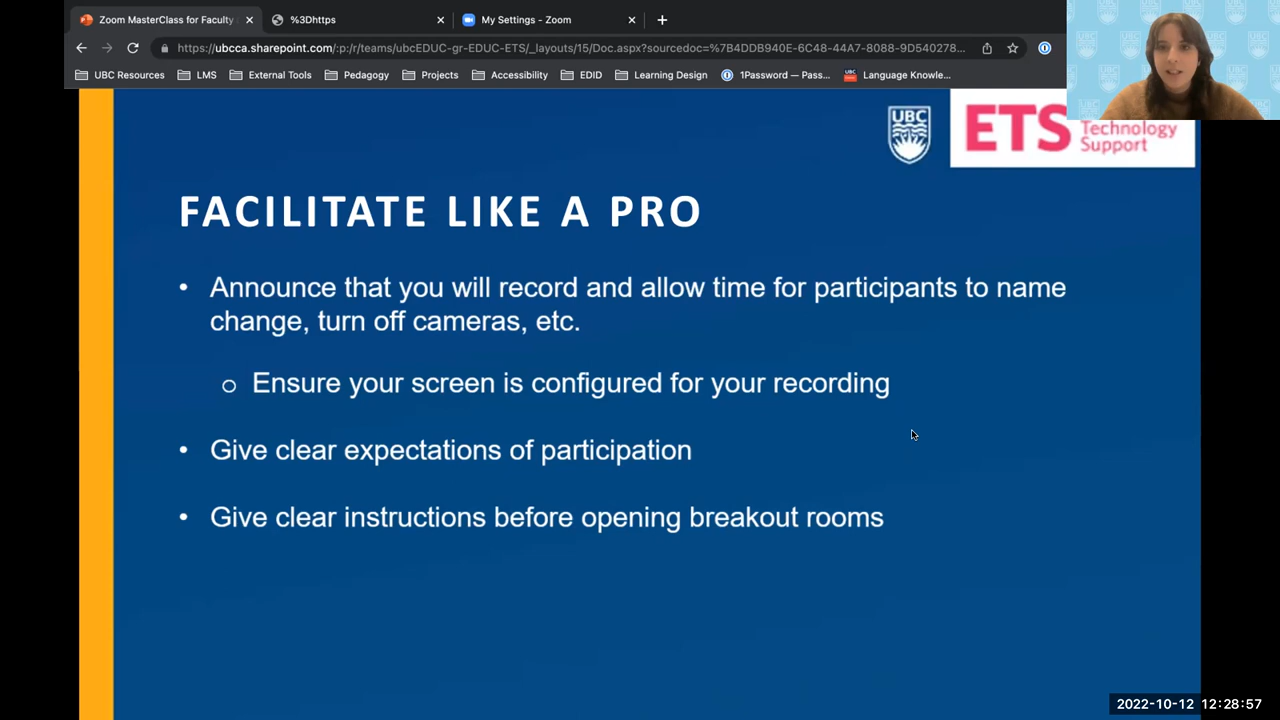 Zoom MasterClass for Faculty
%3Dhttps
My Settings - Zoom
https://ubcca.sharepoint.com/:p:/r/teams/ubcEDUC-gr-EDUC-ETS/_layouts/15/Doc.aspx?sourcedoc=%7B4DDB940E-6C48-44A7-8088-9D540278...
UBC Resources
LMS
External Tools
Pedagogy
Projects
Accessibility
EDID
Learning Design
1Password — Pass...
Language Knowle...
UBC
ETS
Technology
Support
FACILITATE LIKE A PRO
• Announce that you will record and allow time for participants to name
change, turn off cameras, etc.
o Ensure your screen is configured for your recording
• Give clear expectations of participation
• Give clear instructions before opening breakout rooms
2022-10-12 12:28:57